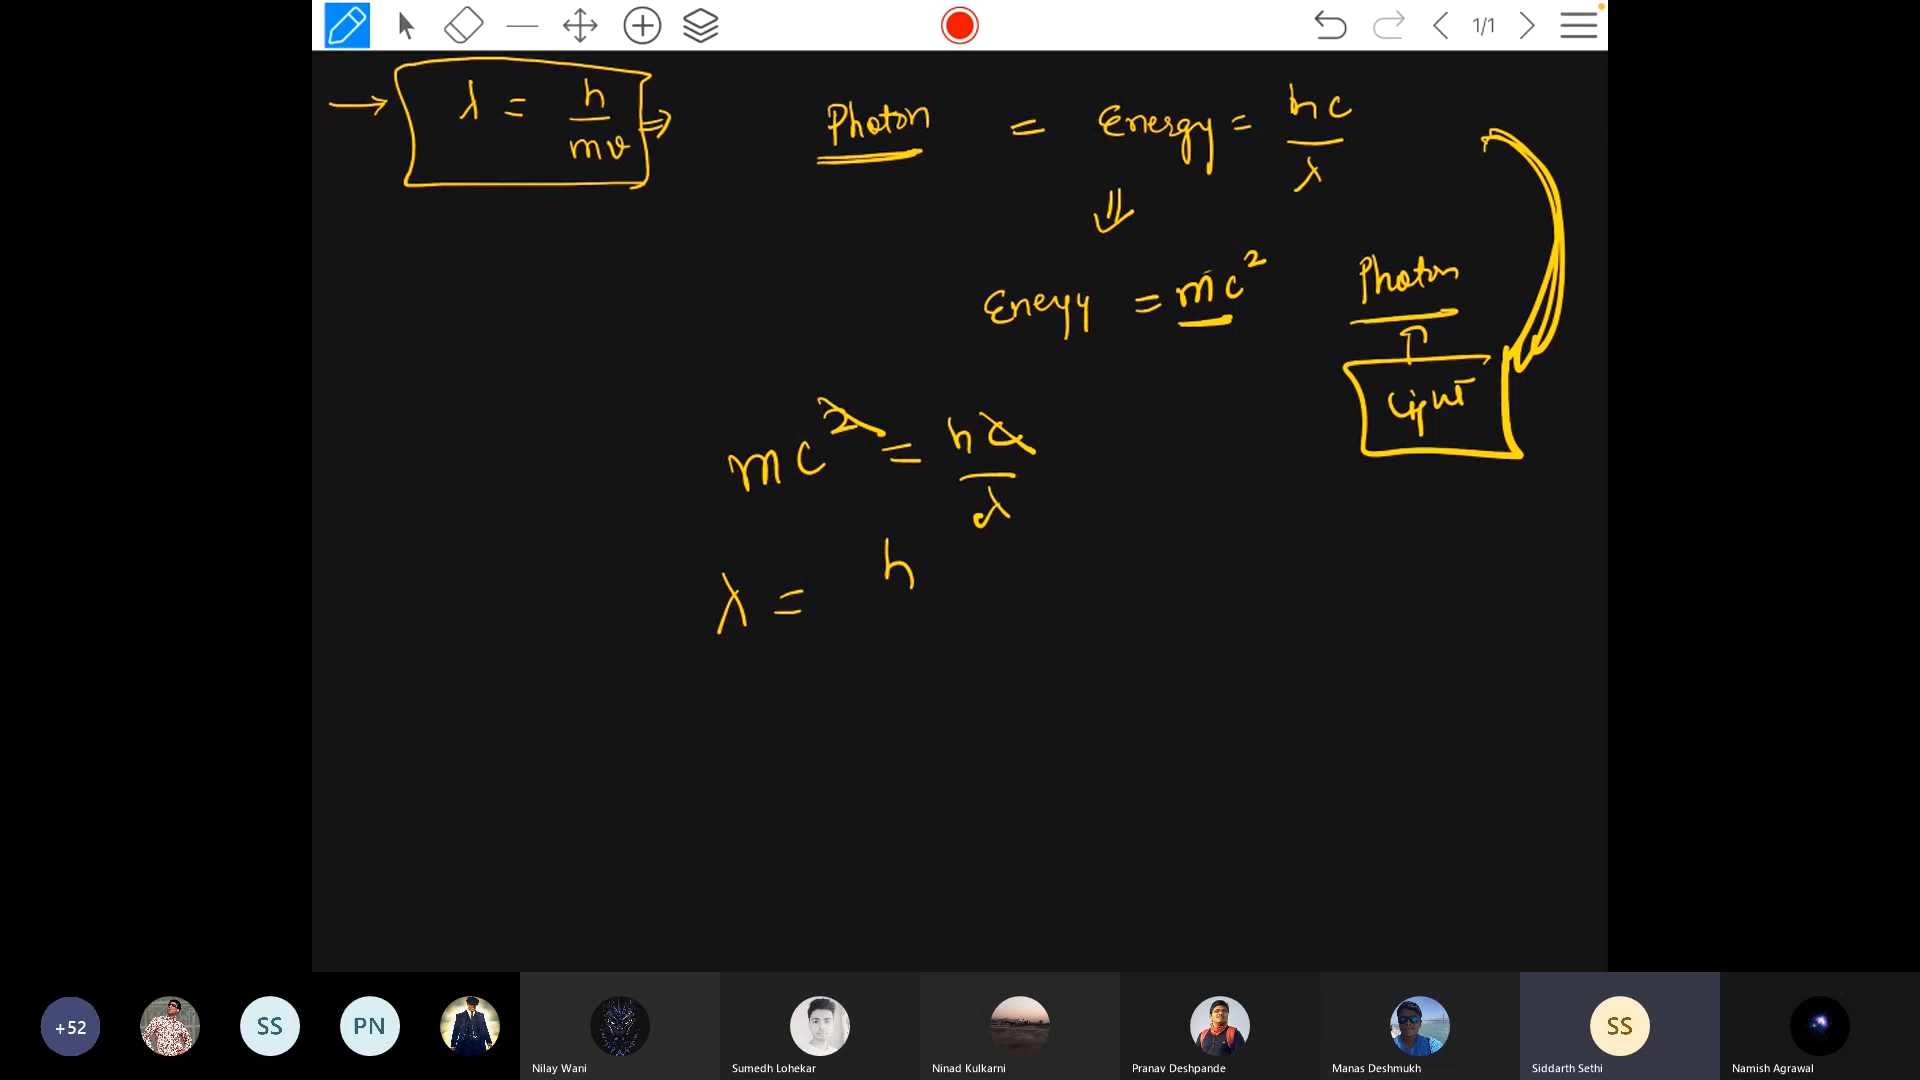 1/1
→ λ = h/mv ⇒
Photon = Energy = hc/λ
⇓
Eneyy = mc²
Photon
↑
Light
mc² = hc/λ
λ = h
+52
SS
PN
SS
Nilay Wani
Sumedh Lohekar
Ninad Kulkarni
Pranav Deshpande
Manas Deshmukh
Siddarth Sethi
Namish Agrawal